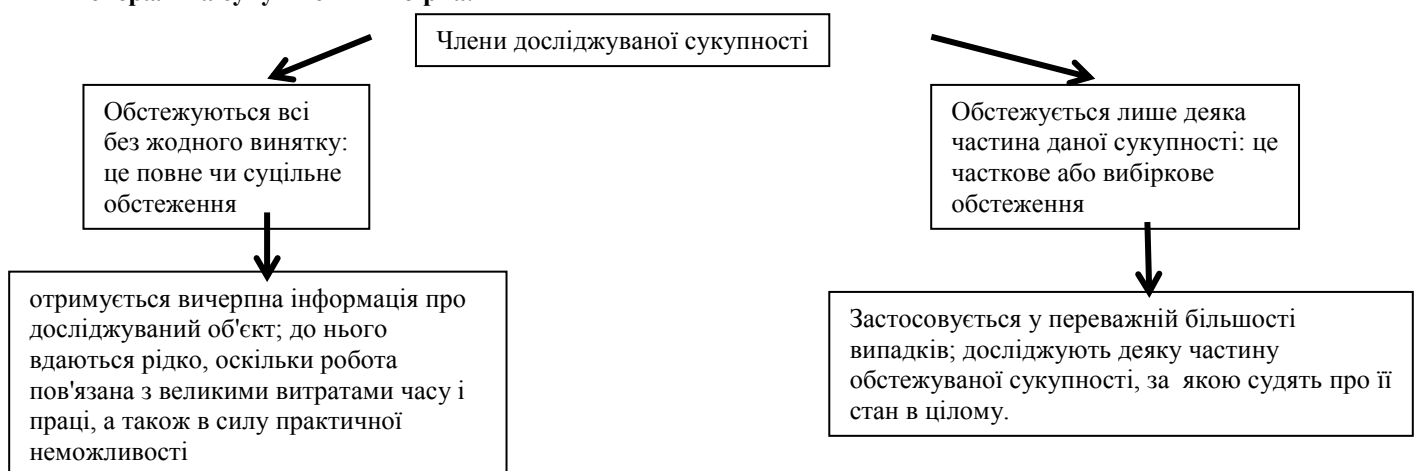 Члени досліджуваної сукупності
Обстежуються всі
без жодного винятку:
це повне чи суцільне
обстеження
Обстежується лише деяка
частина даної сукупності: це
часткове або вибіркове
обстеження
отримується вичерпна інформація про
досліджуваний об'єкт; до нього
вдаються рідко, оскільки робота
пов'язана з великими витратами часу і
праці, а також в силу практичної
неможливості
Застосовується у переважній більшості
випадків; досліджують деяку частину
обстежуваної сукупності, за якою судять про її
стан в цілому.